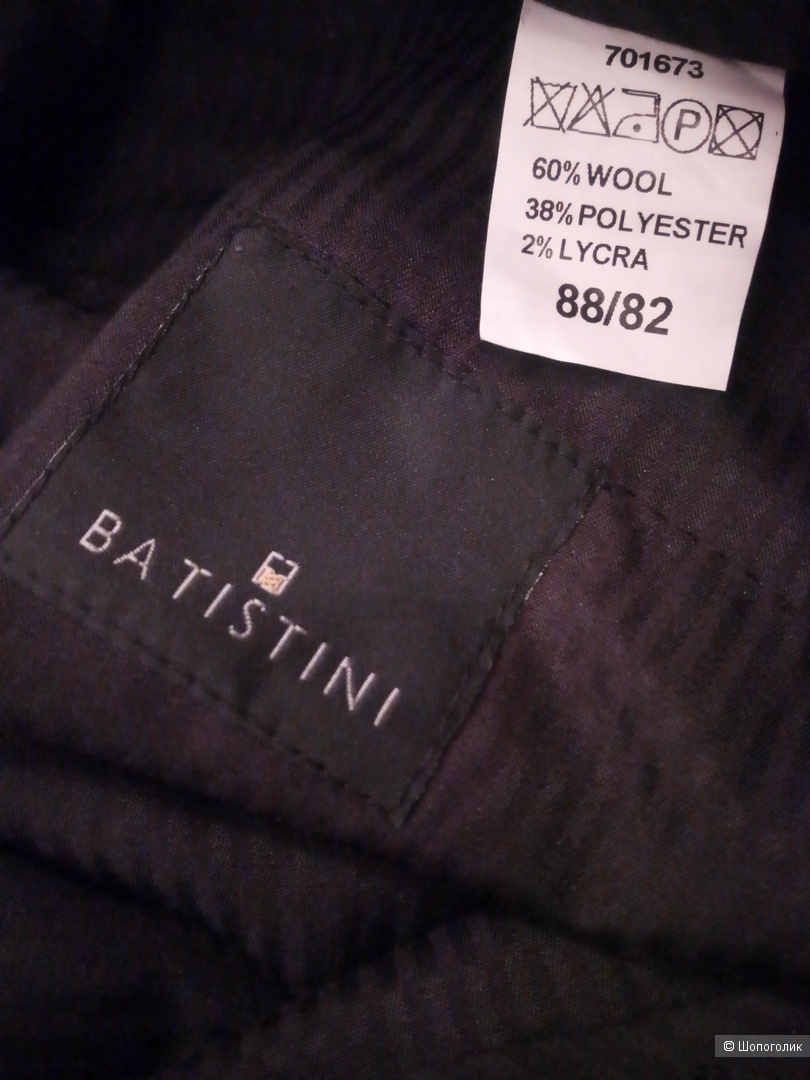 701673
P
60% WOOL
38% POLYESTER
2% LYCRA
88/82
BATISTINI
© Шопоголик